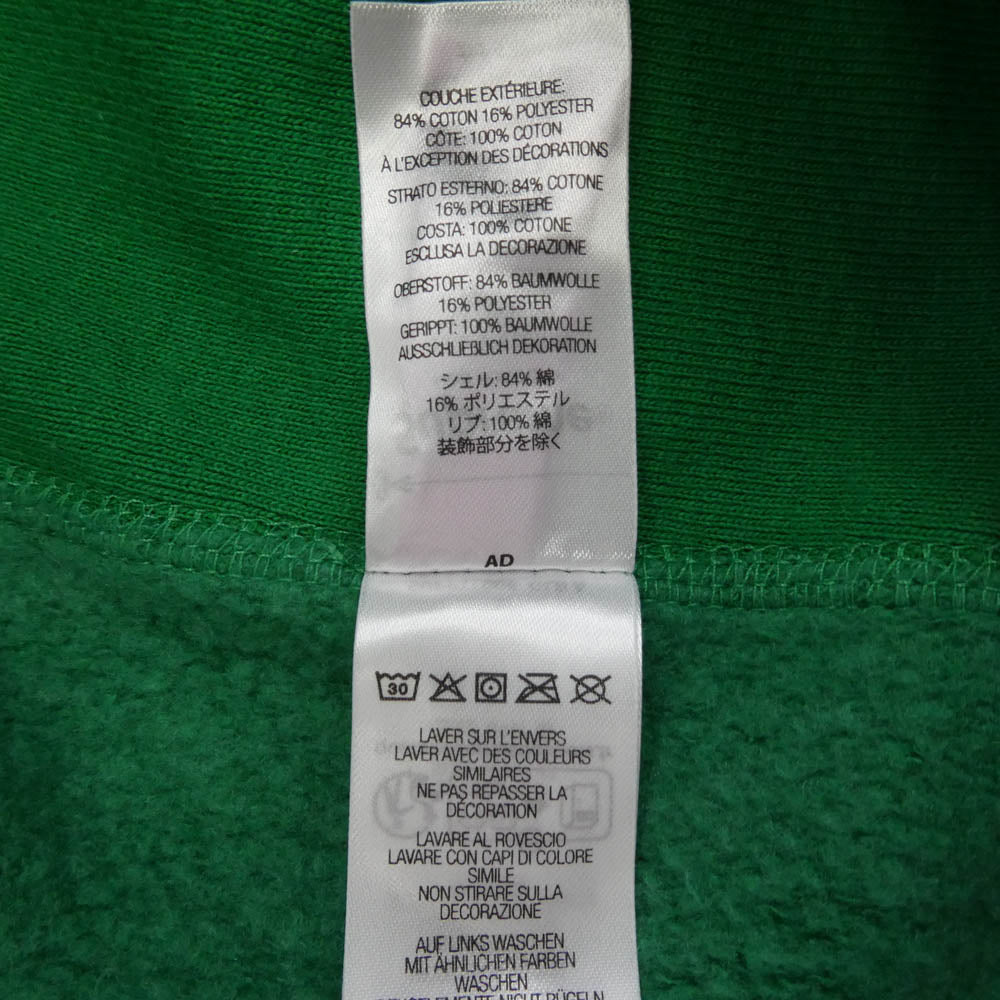 COUCHE EXTÉRIEURE:
84% COTON 16% POLYESTER
CÔTE: 100% COTON
À L'EXCEPTION DES DÉCORATIONS
STRATO ESTERNO: 84% COTONE
16% POLIESTERE
COSTA: 100% COTONE
ESCLUSA LA DECORAZIONE
OBERSTOFF: 84% BAUMWOLLE
16% POLYESTER
GERIPPT: 100% BAUMWOLLE
AUSSCHLIEßLICH DEKORATION
シェル: 84% 綿
16% ポリエステル
リブ: 100% 綿
装飾部分を除く
AD
30
LAVER SUR L'ENVERS
LAVER AVEC DES COULEURS
SIMILAIRES
NE PAS REPASSER LA
DÉCORATION
LAVARE AL ROVESCIO
LAVARE CON CAPI DI COLORE
SIMILE
NON STIRARE SULLA
DECORAZIONE
AUF LINKS WASCHEN
MIT ÄHNLICHEN FARBEN
WASCHEN
NICHT BÜGELN